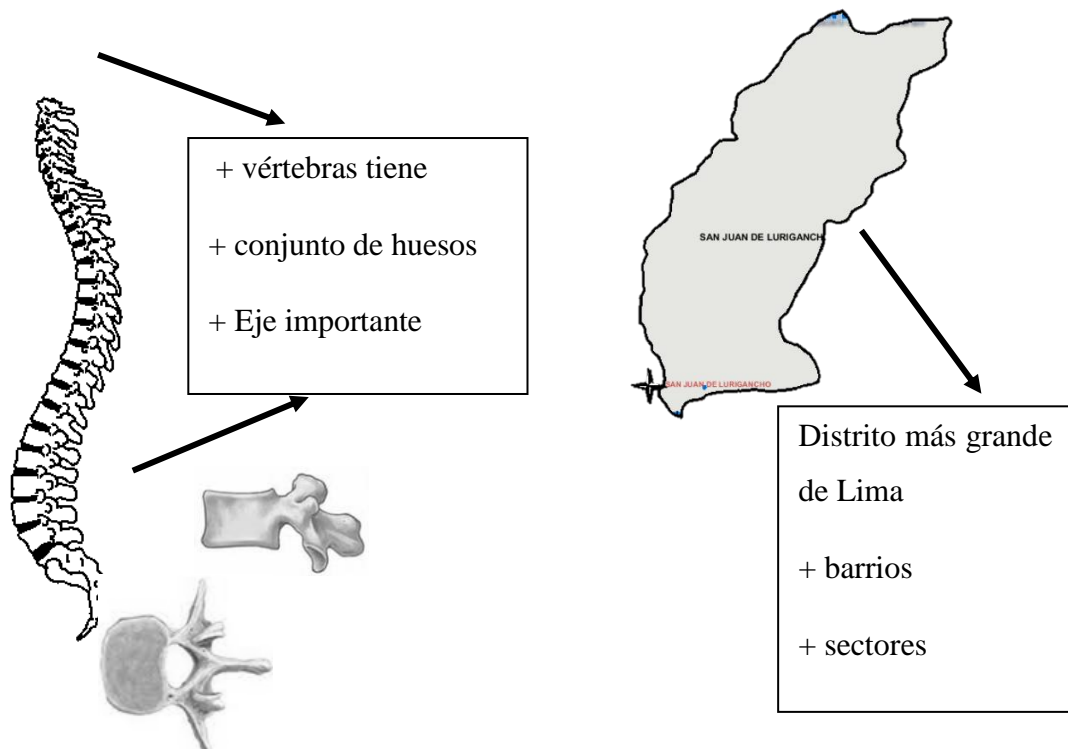 + vértebras tiene
+ conjunto de huesos
+ Eje importante
SAN JUAN DE LURIGANCH
SAN JUAN DE LURIGANCHO
Distrito más grande
de Lima
+ barrios
+ sectores